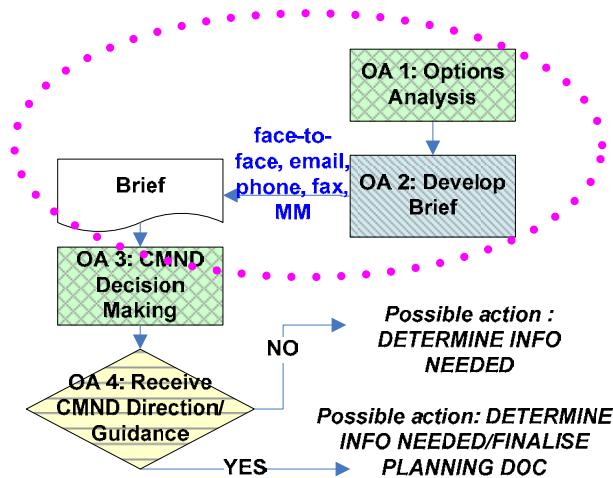 OA 1: Options
Analysis
face-to-
face, email,
phone, fax,
MM
OA 2: Develop
Brief
Brief
OA 3: CMND
Decision
Making
Possible action :
DETERMINE INFO
NEEDED
NO
OA 4: Receive
CMND Direction/
Guidance
Possible action: DETERMINE
INFO NEEDED/FINALISE
PLANNING DOC
YES